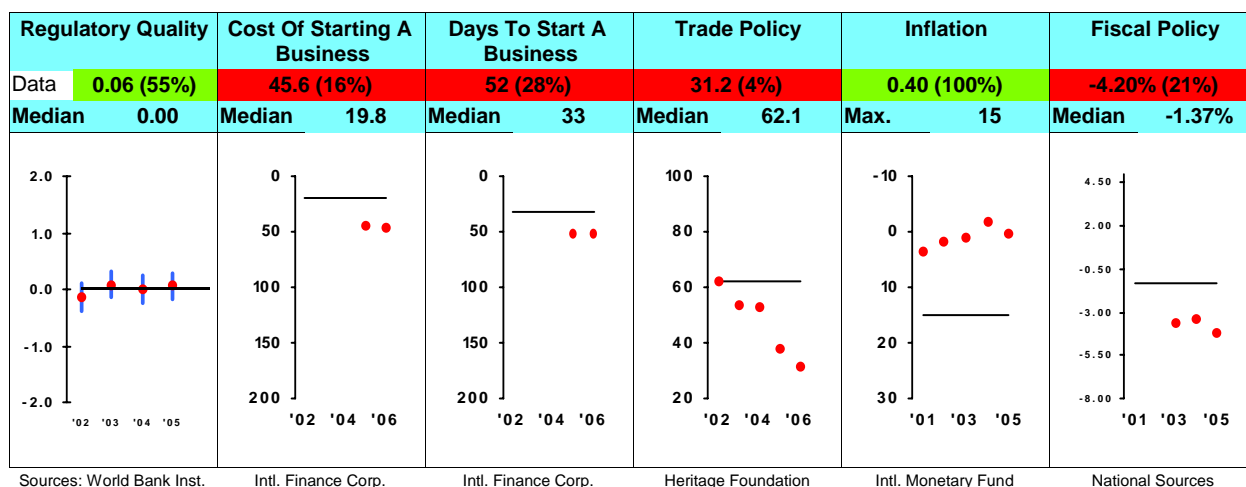 Regulatory Quality
Cost Of Starting A
Business
Days To Start A
Business
Trade Policy
Inflation
Fiscal Policy
Data 0.06 (55%) 45.6 (16%) 52 (28%) 31.2 (4%) 0.40 (100%) -4.20% (21%)
Median 0.00 Median 19.8 Median 33 Median 62.1 Max. 15 Median -1.37%
2.0
1.0
0.0
-1.0
-2.0
'02 '03 '04 '05
0
50
100
150
200
'02 '04 '06
0
50
100
150
200
'02 '04 '06
100
80
60
40
20
'02 '04 '06
-10
0
10
20
30
'01 '03 '05
4.50
2.00
-0.50
-3.00
-5.50
-8.00
'01 '03 '05
Sources: World Bank Inst. Intl. Finance Corp. Intl. Finance Corp. Heritage Foundation Intl. Monetary Fund National Sources